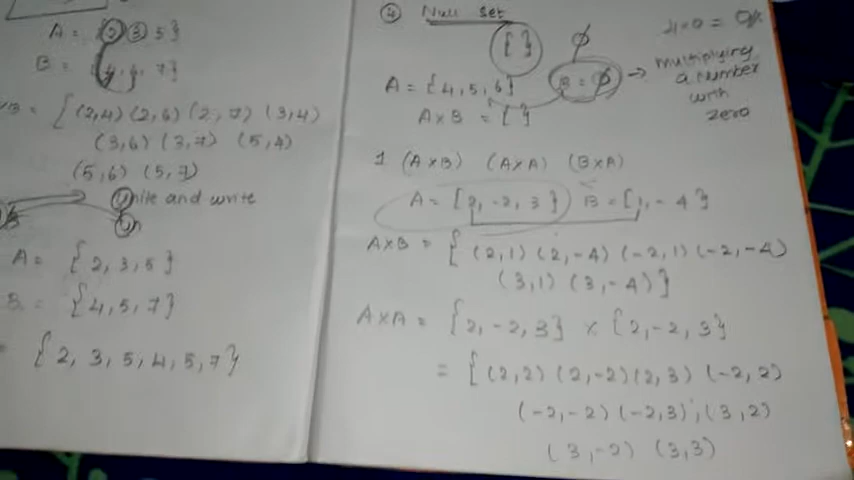 A = {2, 3, 5}
B = {4, 6, 7}
B = {(2,4) (2,6) (2,7) (3,4)
(3,6) (3,7) (5,4)
(5,6) (5,7)
Unite and write
Un
A = {2, 3, 5}
B = {4, 5, 7}
= {2, 3, 5, 4, 5, 7}
④ Null Set
{ }
∅
A = {4, 5, 6} B = ∅ →
A×B = { }
multiplying
a number
with
zero
1 (A×B) (A×A) (B×A)
A = {2, -2, 3} B = {1, -4}
A×B = {(2,1) (2,-4) (-2,1) (-2,-4)
(3,1) (3,-4)}
A×A = {2, -2, 3} × {2, -2, 3}
= {(2,2) (2,-2) (2,3) (-2,2)
(-2,-2) (-2,3), (3,2)
(3,-2) (3,3)